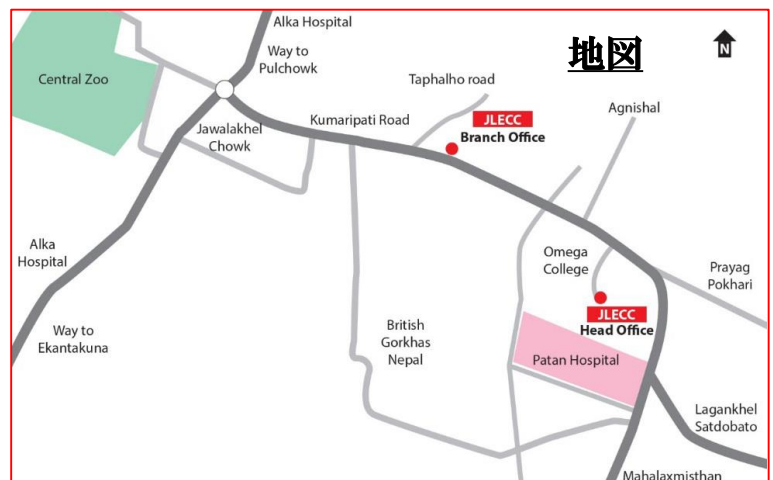 Alka Hospital
地図
N
Way to
Pulchowk
Central Zoo
Taphalho road
Agnishal
Kumaripati Road
JLECC
Branch Office
Jawalakhel
Chowk
Alka
Hospital
Omega
College
Prayag
Pokhari
JLECC
Head Office
Way to
Ekantakuna
British
Gorkhas
Nepal
Patan Hospital
Lagankhel
Satdobato
Mahalaxmisthan